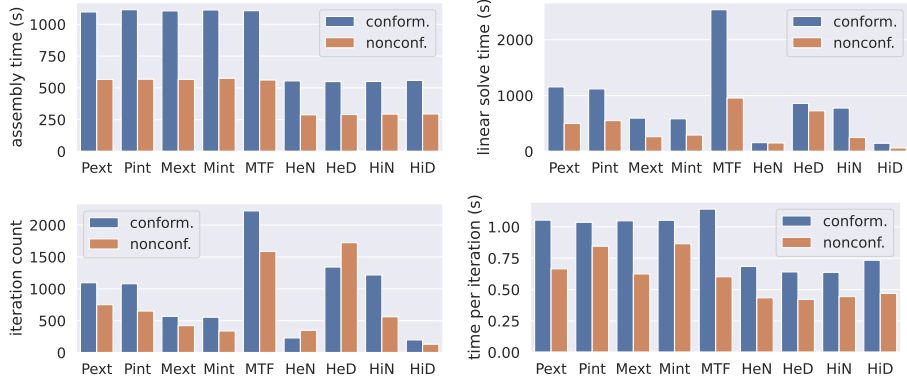 assembly time (s)
1000
750
500
250
0
conform.
nonconf.
Pext Pint Mext Mint MTF HeN HeD HiN HiD
linear solve time (s)
2000
1000
0
conform.
nonconf.
Pext Pint Mext Mint MTF HeN HeD HiN HiD
iteration count
2000
1500
1000
500
0
conform.
nonconf.
Pext Pint Mext Mint MTF HeN HeD HiN HiD
time per iteration (s)
1.00
0.75
0.50
0.25
0.00
conform.
nonconf.
Pext Pint Mext Mint MTF HeN HeD HiN HiD